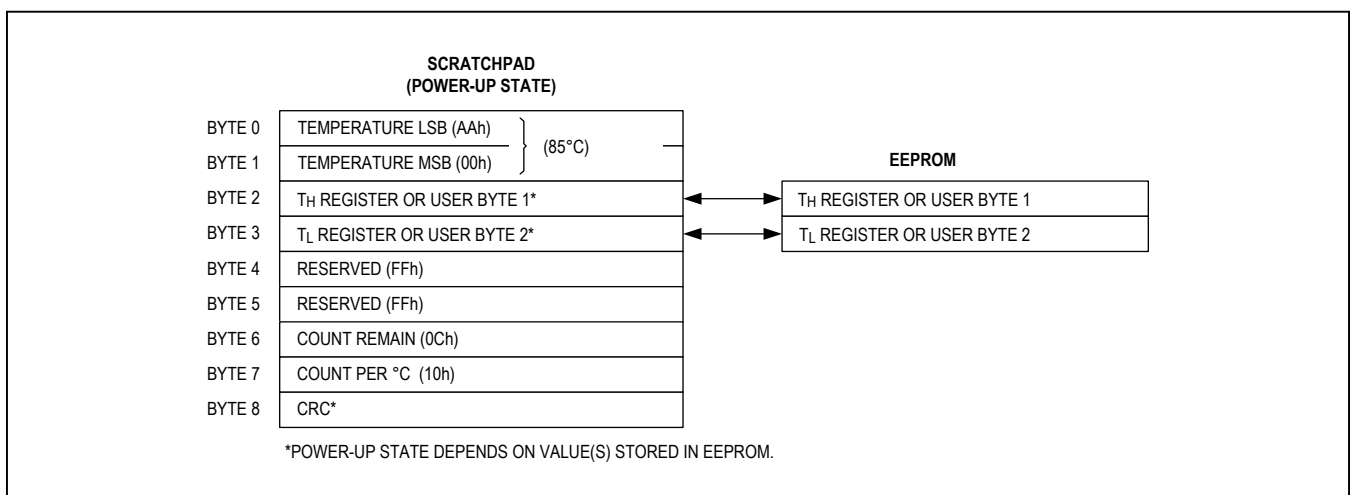 SCRATCHPAD
(POWER-UP STATE)
BYTE 0 TEMPERATURE LSB (AAh)
(85°C)
BYTE 1 TEMPERATURE MSB (00h)
EEPROM
BYTE 2 TH REGISTER OR USER BYTE 1* TH REGISTER OR USER BYTE 1
BYTE 3 TL REGISTER OR USER BYTE 2* TL REGISTER OR USER BYTE 2
BYTE 4 RESERVED (FFh)
BYTE 5 RESERVED (FFh)
BYTE 6 COUNT REMAIN (0Ch)
BYTE 7 COUNT PER °C (10h)
BYTE 8 CRC*
*POWER-UP STATE DEPENDS ON VALUE(S) STORED IN EEPROM.